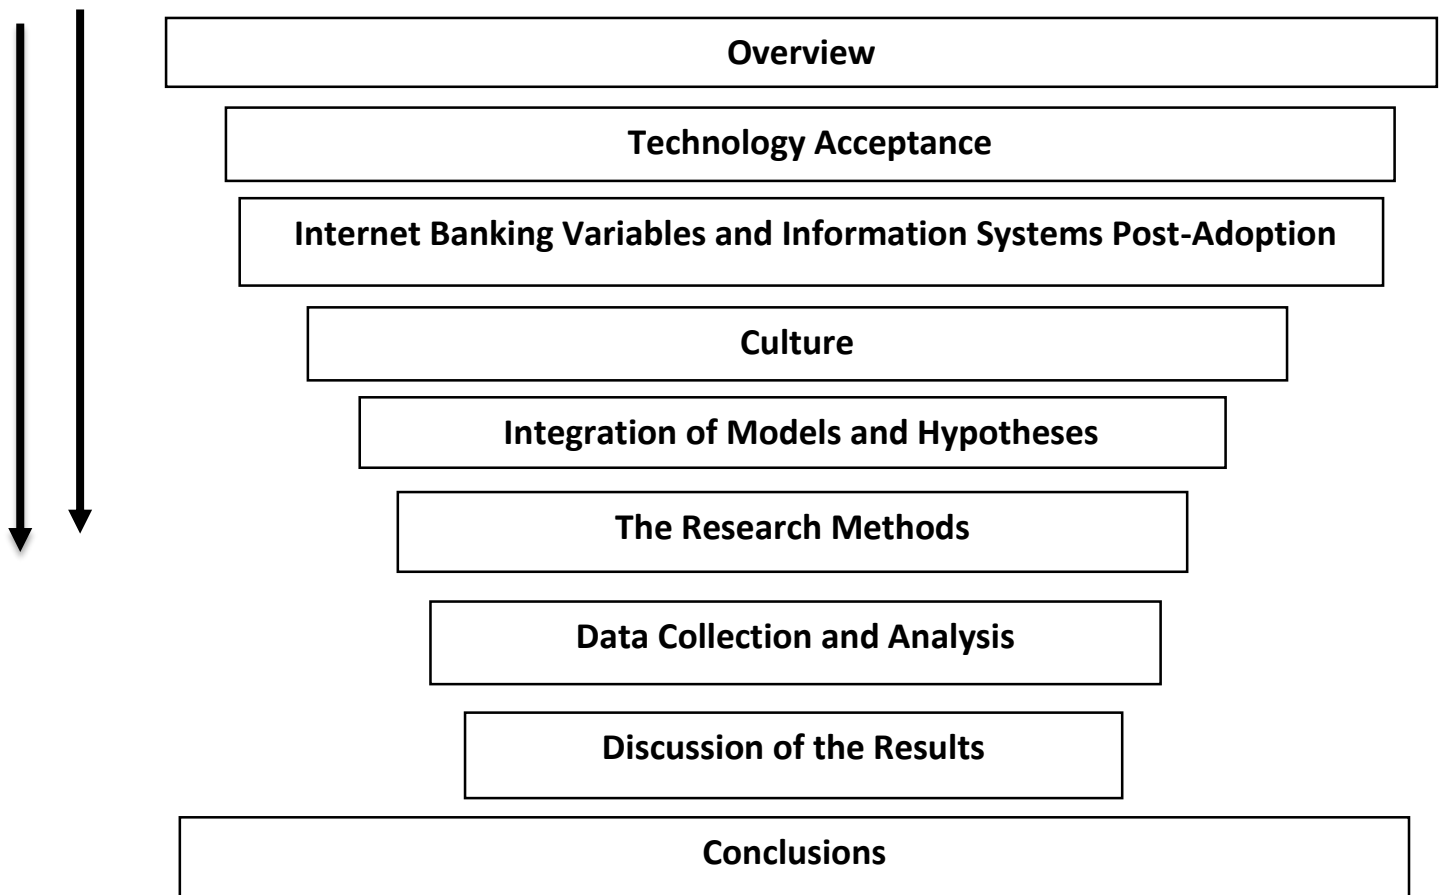 Overview
Technology Acceptance
Internet Banking Variables and Information Systems Post-Adoption
Culture
Integration of Models and Hypotheses
The Research Methods
Data Collection and Analysis
Discussion of the Results
Conclusions